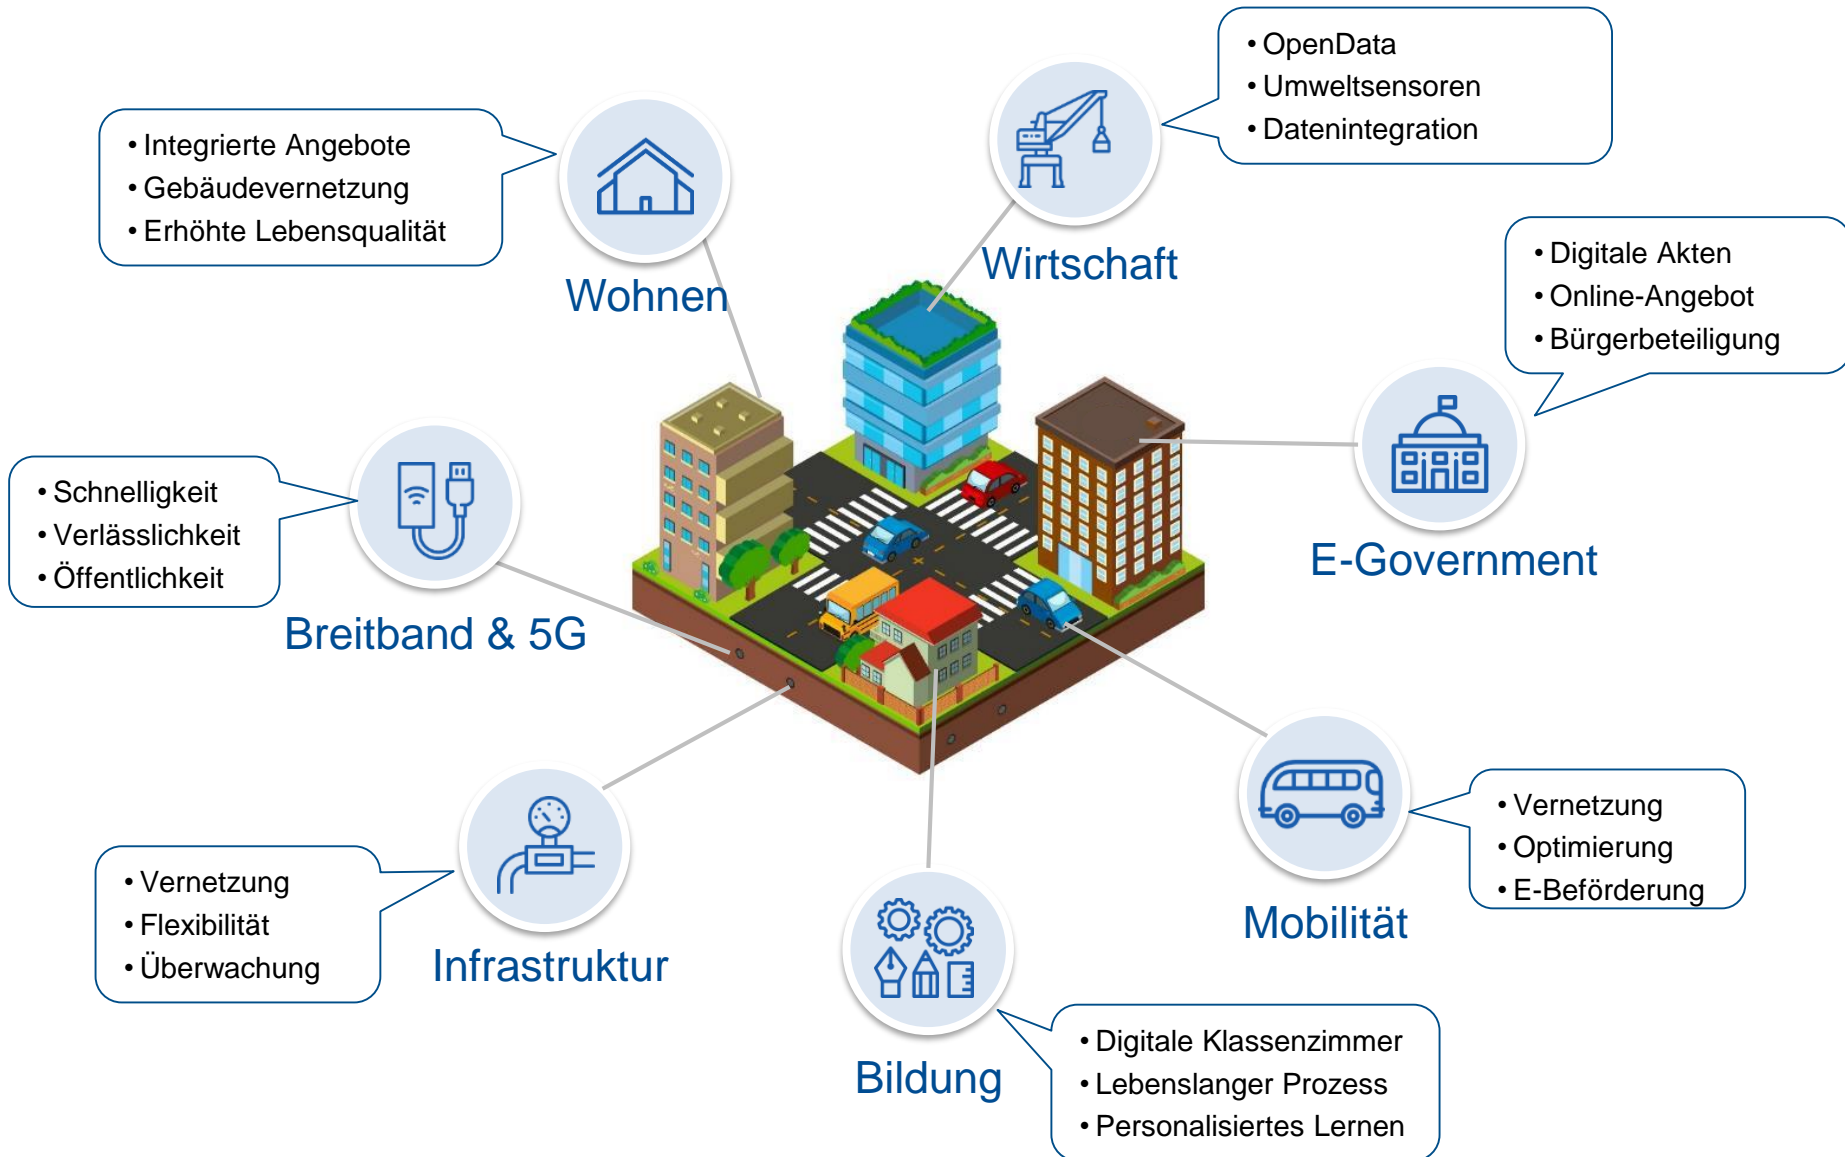 • OpenData
• Umweltsensoren
• Datenintegration
Wirtschaft
• Integrierte Angebote
• Gebäudevernetzung
• Erhöhte Lebensqualität
Wohnen
• Digitale Akten
• Online-Angebot
• Bürgerbeteiligung
E-Government
• Schnelligkeit
• Verlässlichkeit
• Öffentlichkeit
Breitband & 5G
• Vernetzung
• Optimierung
• E-Beförderung
Mobilität
• Vernetzung
• Flexibilität
• Überwachung
Infrastruktur
• Digitale Klassenzimmer
• Lebenslanger Prozess
• Personalisiertes Lernen
Bildung